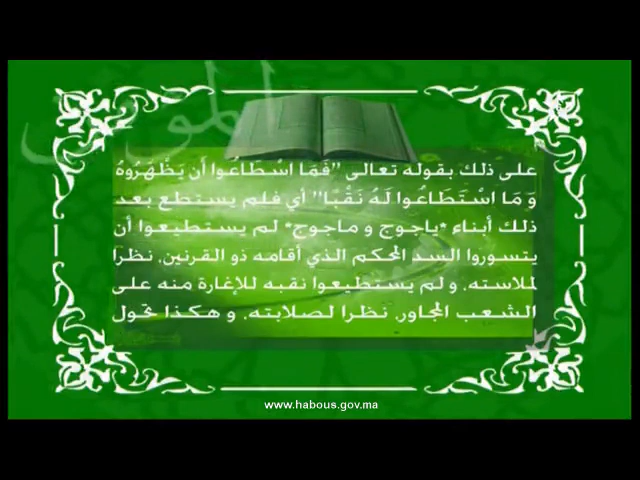 على ذلك بقوله تعالى "فَمَا اسْطَاعُوا أَن يَظْهَرُوهُ
وَ مَا اسْتَطَاعُوا لَهُ نَقْبًا" أي فلم يستطع بعد
ذلك أبناء *ياجوج و ماجوج* لم يستطيعوا أن
يتسوروا السد المحكم الذي أقامه ذو القرنين، نظرا
لملاسته، و لم يستطيعوا نقبه للإغارة منه على
الشعب المجاور، نظرا لصلابته، و هكذا تحول
www.habous.gov.ma